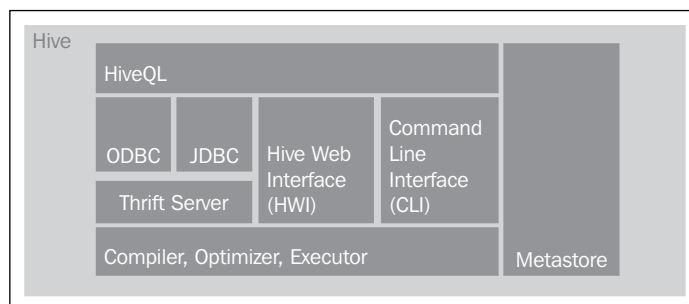 Hive
HiveQL
ODBC
JDBC
Hive Web
Interface
(HWI)
Command
Line
Interface
(CLI)
Thrift Server
Compiler, Optimizer, Executor
Metastore